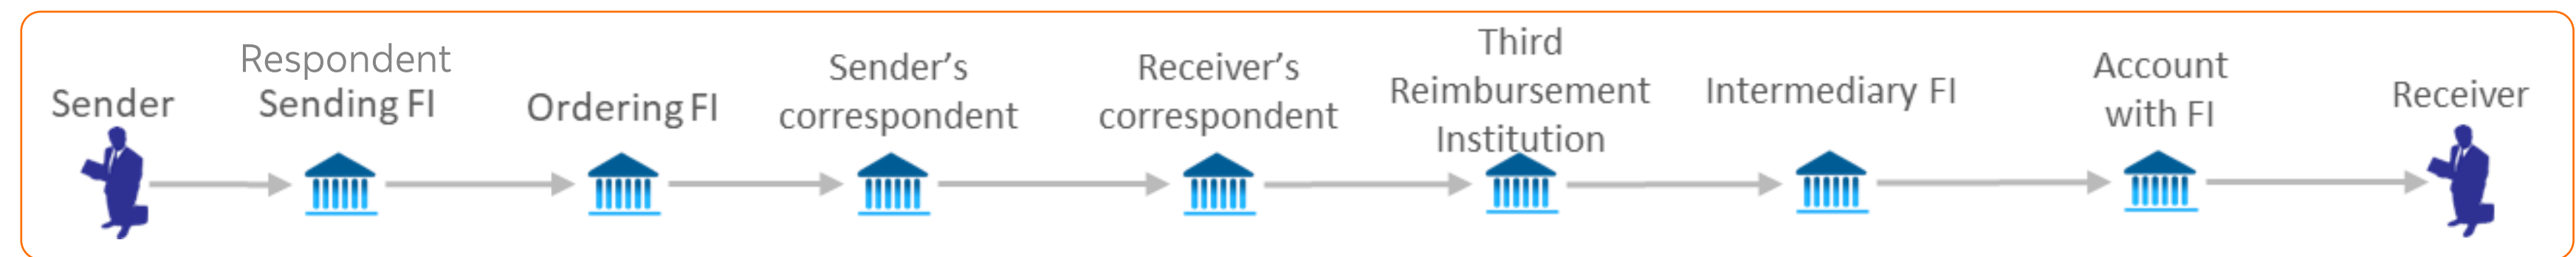 Sender
Respondent
Sending FI
Ordering FI
Sender’s
correspondent
Receiver’s
correspondent
Third
Reimbursement
Institution
Intermediary FI
Account
with FI
Receiver